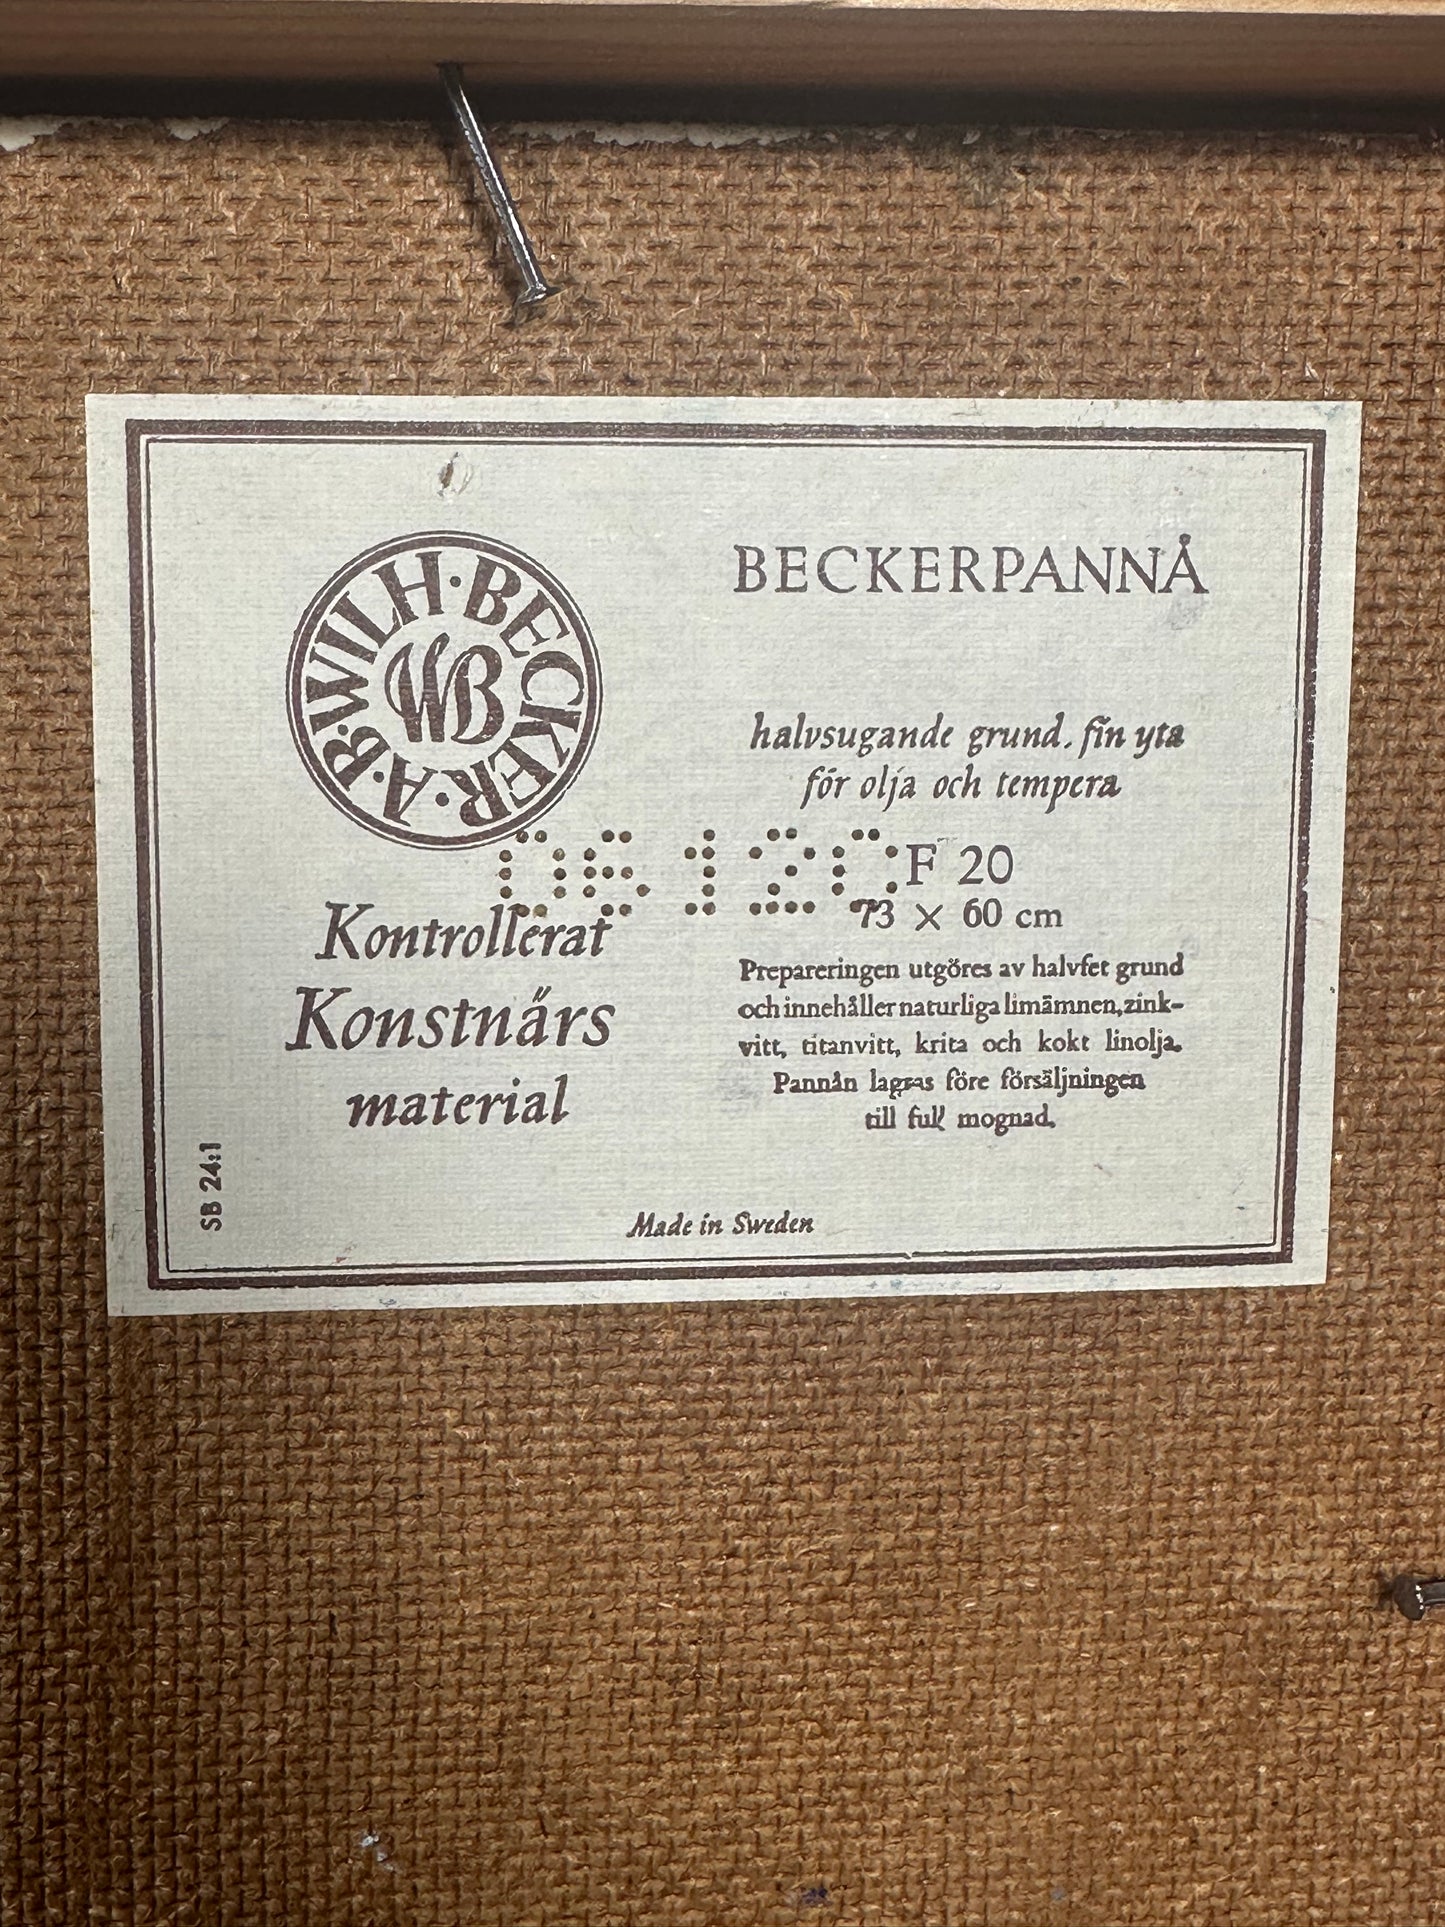 A.B. WILH. BECKER.
WB
Kontrollerat
Konstnärs
material
SB 24:1
BECKERPANNÅ
halvsugande grund. fin yta
för olja och tempera
F 20
73 × 60 cm
Prepareringen utgöres av halvfet grund
och innehåller naturliga limämnen, zink-
vitt, titanvitt, krita och kokt linolja.
Pannån lagras före försäljningen
till full mognad.
Made in Sweden